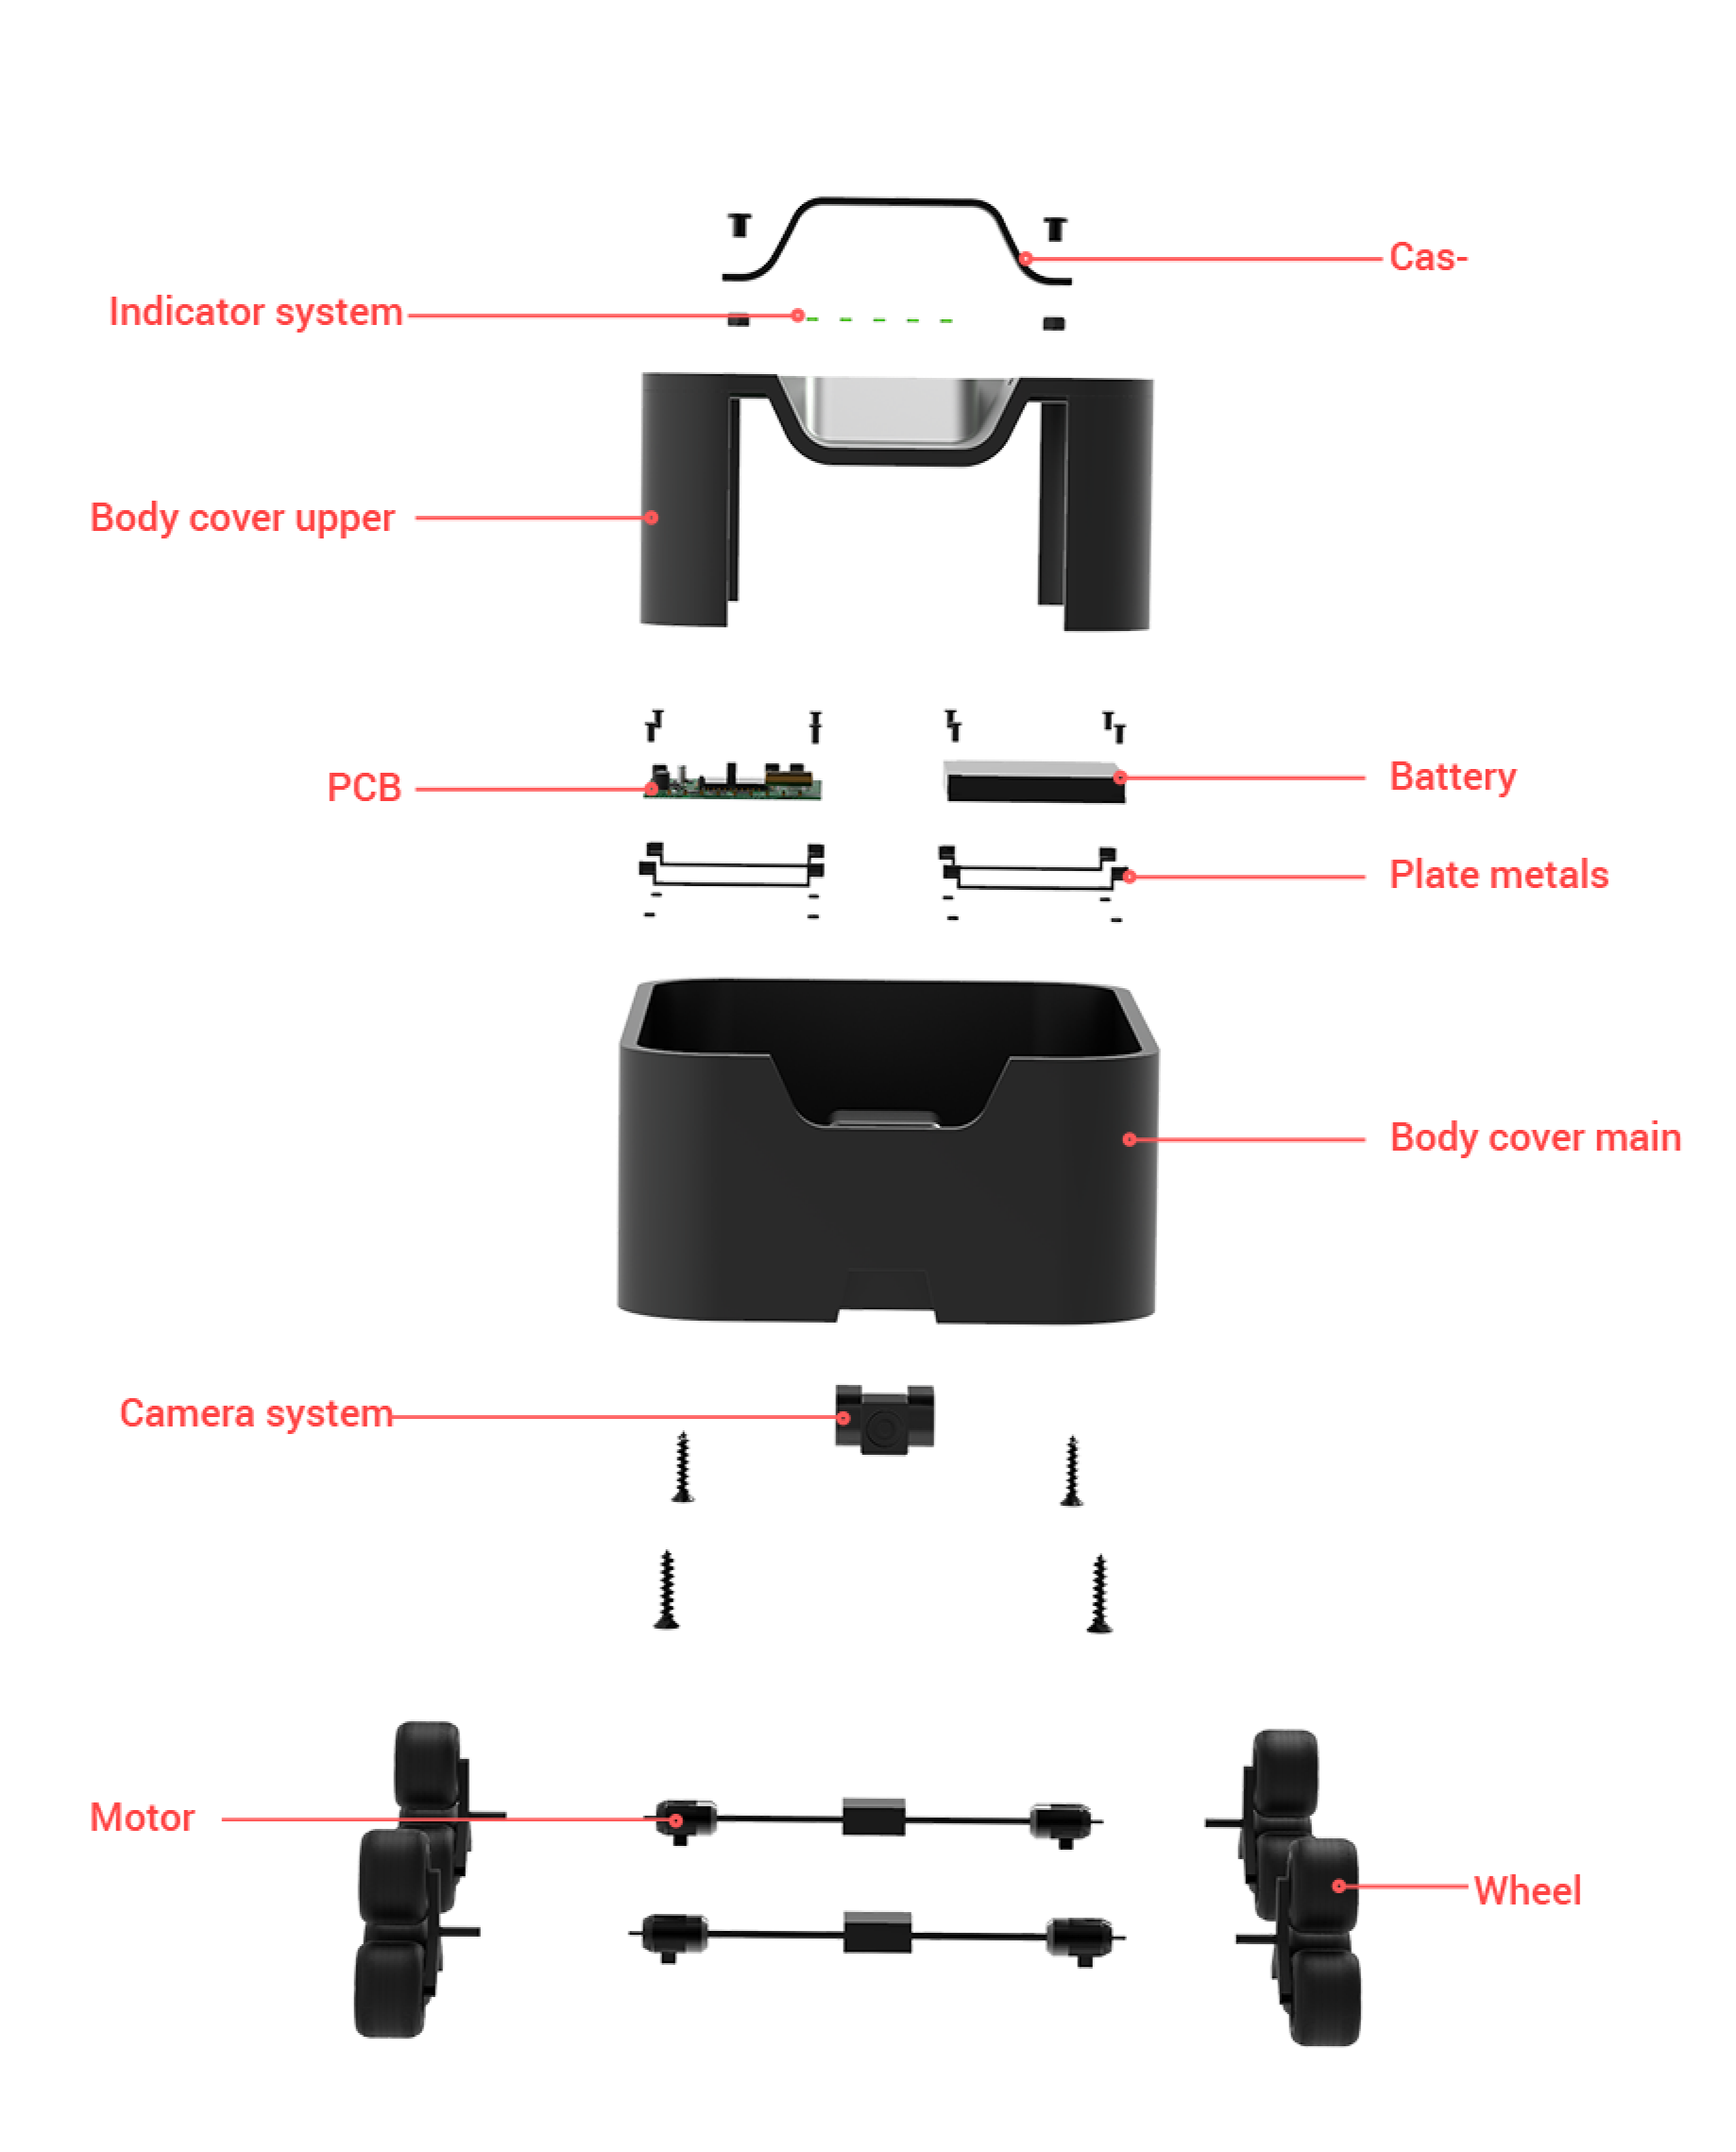 Cas-
Indicator system
Body cover upper
PCB
Battery
Plate metals
Body cover main
Camera system
Motor
Wheel